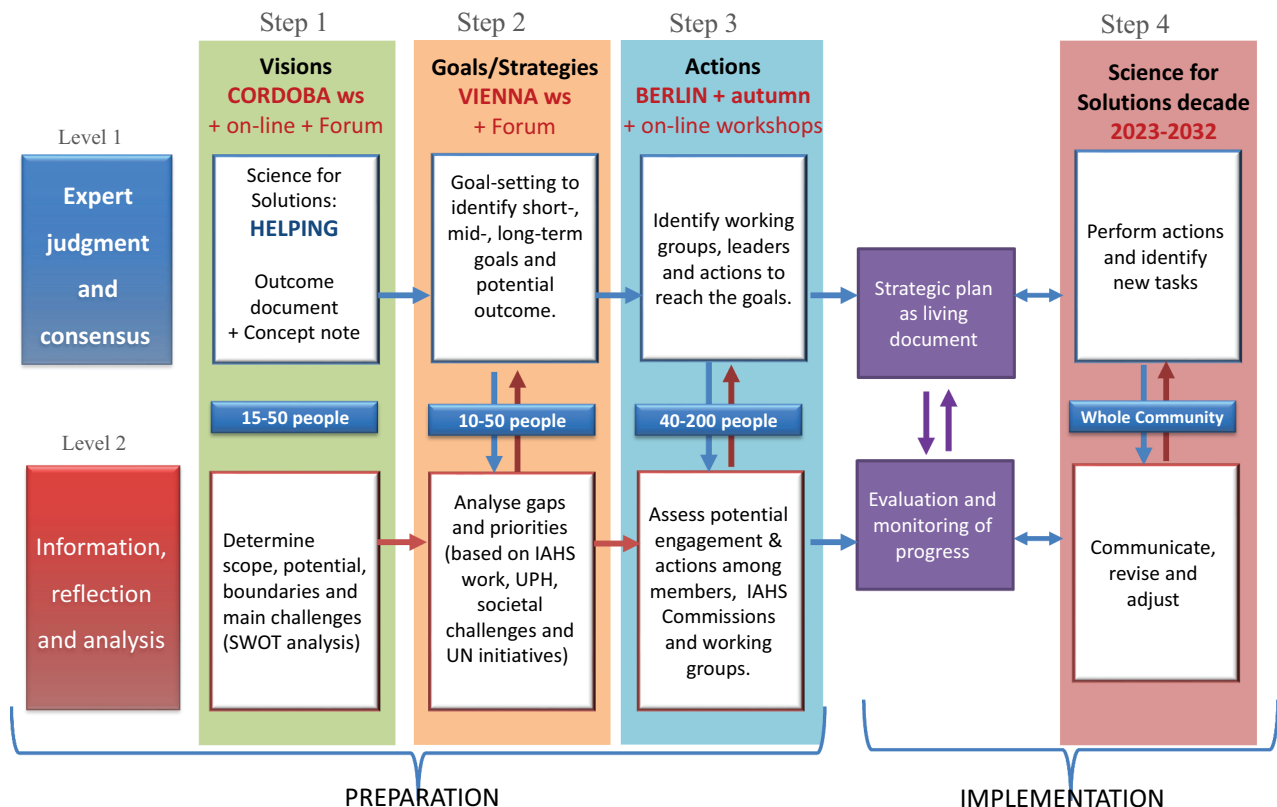 Step 1
Step 2
Step 3
Step 4
Visions
CORDOBA ws
+ on-line + Forum
Goals/Strategies
VIENNA ws
+ Forum
Actions
BERLIN + autumn
+ on-line workshops
Science for
Solutions decade
2023-2032
Level 1
Expert
judgment
and
consensus
Science for
Solutions:
HELPING
Outcome
document
+ Concept note
Goal-setting to
identify short-,
mid-, long-term
goals and
potential
outcome.
Identify working
groups, leaders
and actions to
reach the goals.
Strategic plan
as living
document
Perform actions
and identify
new tasks
15-50 people
10-50 people
40-200 people
Whole Community
Level 2
Information,
reflection
and analysis
Determine
scope, potential,
boundaries and
main challenges
(SWOT analysis)
Analyse gaps
and priorities
(based on IAHS
work, UPH,
societal
challenges and
UN initiatives)
Assess potential
engagement &
actions among
members, IAHS
Commissions
and working
groups.
Evaluation and
monitoring of
progress
Communicate,
revise and
adjust
PREPARATION
IMPLEMENTATION